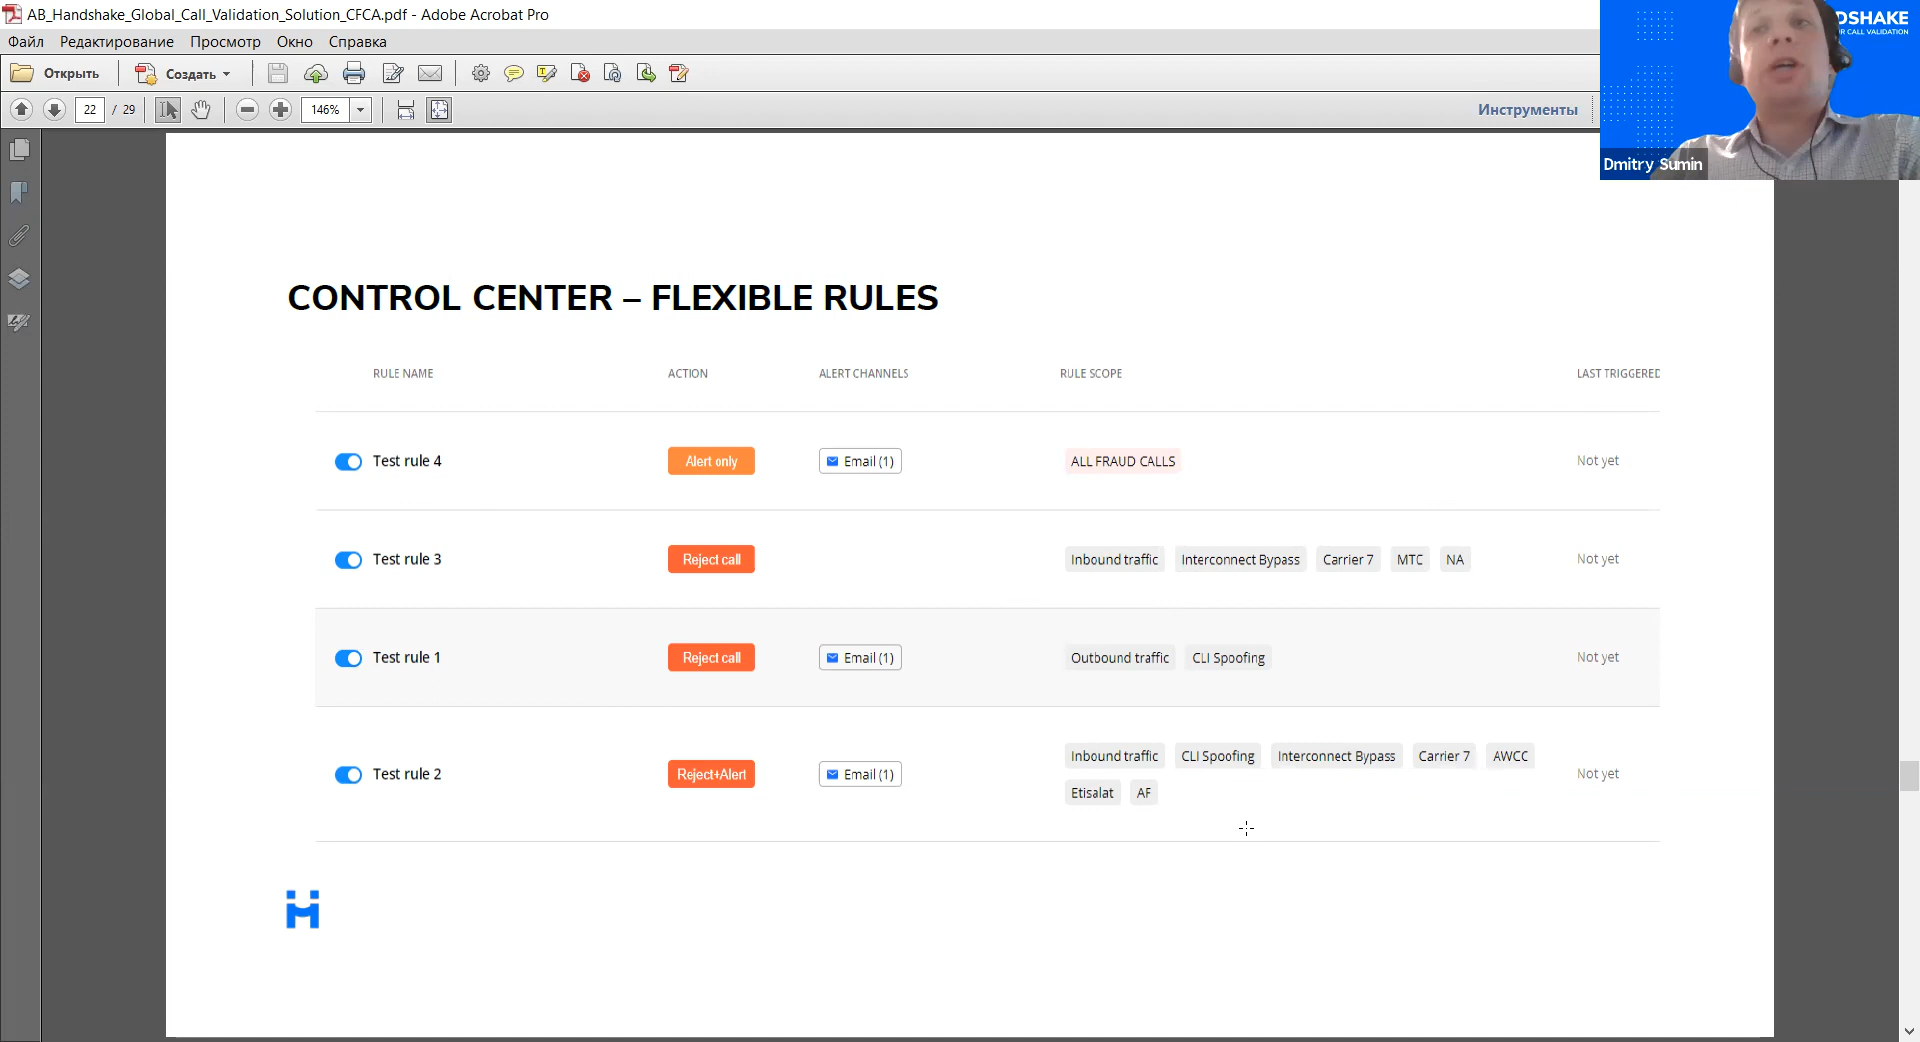 AB_Handshake_Global_Call_Validation_Solution_CFCA.pdf - Adobe Acrobat Pro
Файл Редактирование Просмотр Окно Справка
Открыть Создать
22 / 29 146% Инструменты
DSHAKE
R CALL VALIDATION
Dmitry Sumin
CONTROL CENTER – FLEXIBLE RULES
RULE NAME ACTION ALERT CHANNELS RULE SCOPE LAST TRIGGERED
Test rule 4 Alert only Email (1) ALL FRAUD CALLS Not yet
Test rule 3 Reject call Inbound traffic Interconnect Bypass Carrier 7 MTC NA Not yet
Test rule 1 Reject call Email (1) Outbound traffic CLI Spoofing Not yet
Inbound traffic CLI Spoofing Interconnect Bypass Carrier 7 AWCC
Test rule 2 Reject+Alert Email (1) Not yet
Etisalat AF